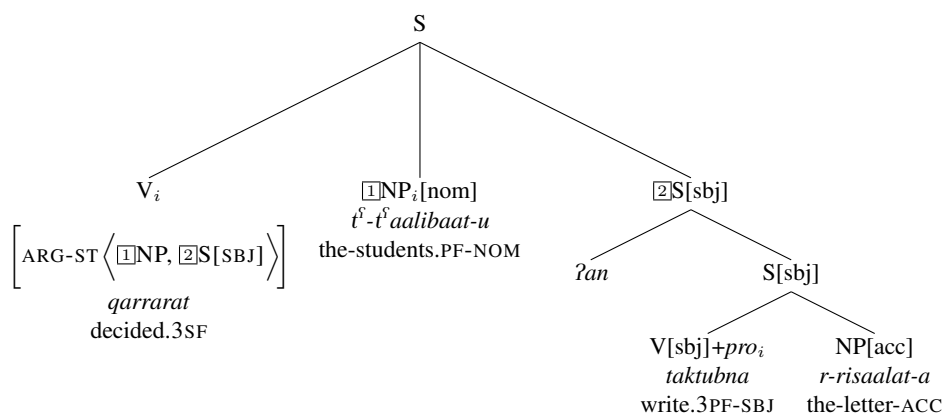 S
V_i 1NP_i[nom] 2S[sbj]
tˤ-tˤaalibaat-u
the-students.PF-NOM
[ARG-ST⟨1NP, 2S[SBJ]⟩]
qarrarat
decided.3SF
ʔan S[sbj]
V[sbj]+pro_i NP[acc]
taktubna r-risaalat-a
write.3PF-SBJ the-letter-ACC